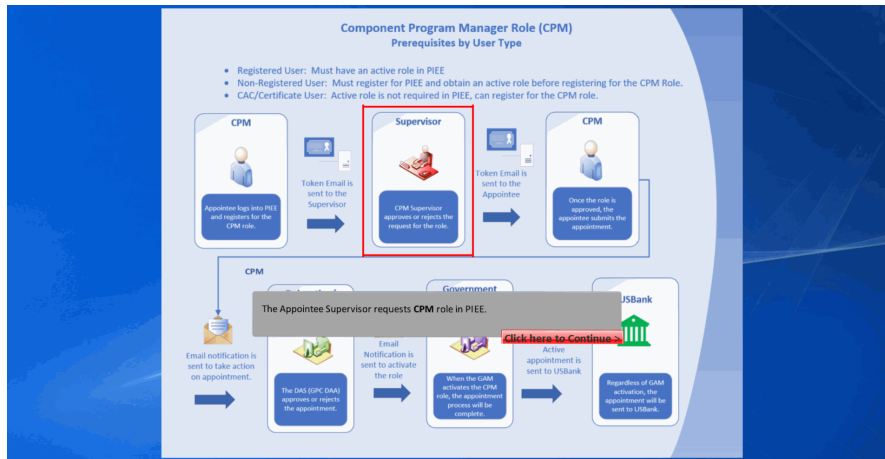 Component Program Manager Role (CPM)
Prerequisites by User Type
• Registered User: Must have an active role in PIEE
• Non-Registered User: Must register for PIEE and obtain an active role before registering for the CPM Role.
• CAC/Certificate User: Active role is not required in PIEE, can register for the CPM role.
CPM
Appointee logs into PIEE
and registers for the
CPM role.
Token Email is
sent to the
Supervisor
Supervisor
CPM Supervisor
approves or rejects the
request for the role.
Token Email is
sent to the
Appointee
CPM
Once the role is
approved, the
appointee submits the
appointment.
CPM
Email notification is
sent to take action
on appointment.
The DAS (GPC DAA)
approves or rejects
the appointment.
Email
Notification is
sent to activate
the role
Government
When the GAM
activates the CPM
role, the appointment
process will be
complete.
Active
appointment is
sent to USBank
USBank
Regardless of GAM
activation, the
appointment will be
sent to USBank.
The Appointee Supervisor requests CPM role in PIEE.
Click here to Continue >